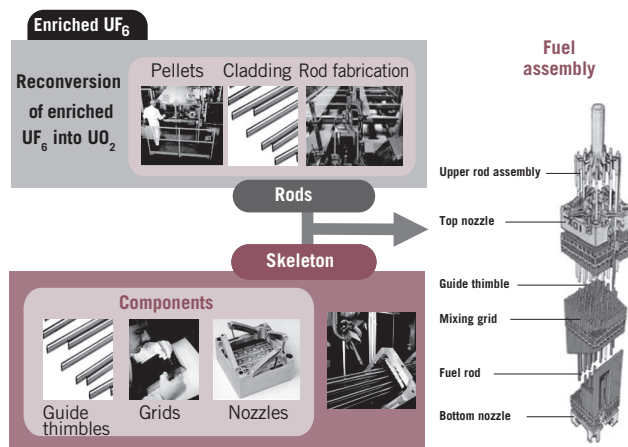 Enriched UF6
Reconversion
of enriched
UF6 into UO2
Pellets
Cladding
Rod fabrication
Rods
Skeleton
Components
Guide
thimbles
Grids
Nozzles
Fuel
assembly
Upper rod assembly
Top nozzle
Guide thimble
Mixing grid
Fuel rod
Bottom nozzle